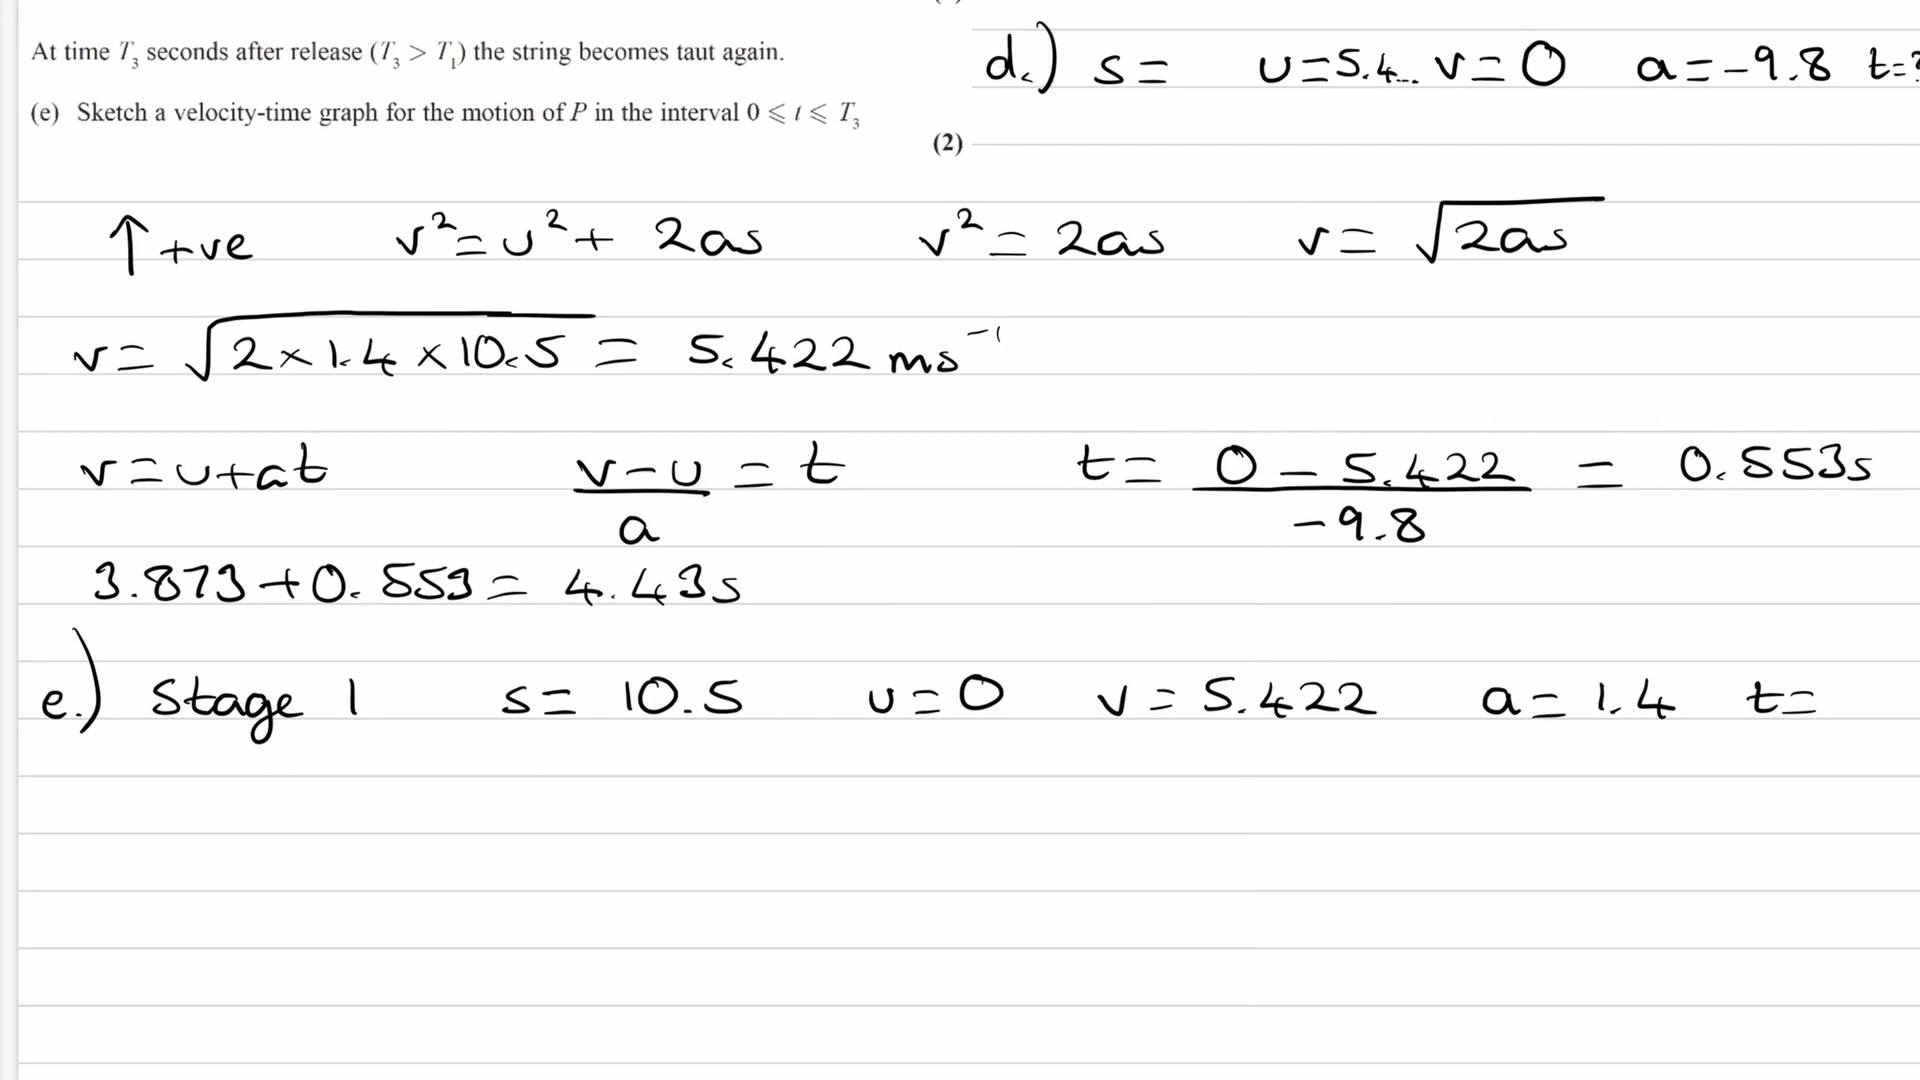 At time T₃ seconds after release (T₃ > T₁) the string becomes taut again.
(e) Sketch a velocity-time graph for the motion of P in the interval 0 ⩽ t ⩽ T₃
(2)
d.) s= u=5.4... v=0 a=-9.8 t=?
↑+ve v²=u²+2as v²=2as v=√2as
v=√2×1.4×10.5 = 5.422ms⁻¹
v=u+at (v-u)/a=t t=(0-5.422)/-9.8 = 0.553s
3.873+0.553=4.43s
e.) Stage 1 s=10.5 u=0 v=5.422 a=1.4 t=